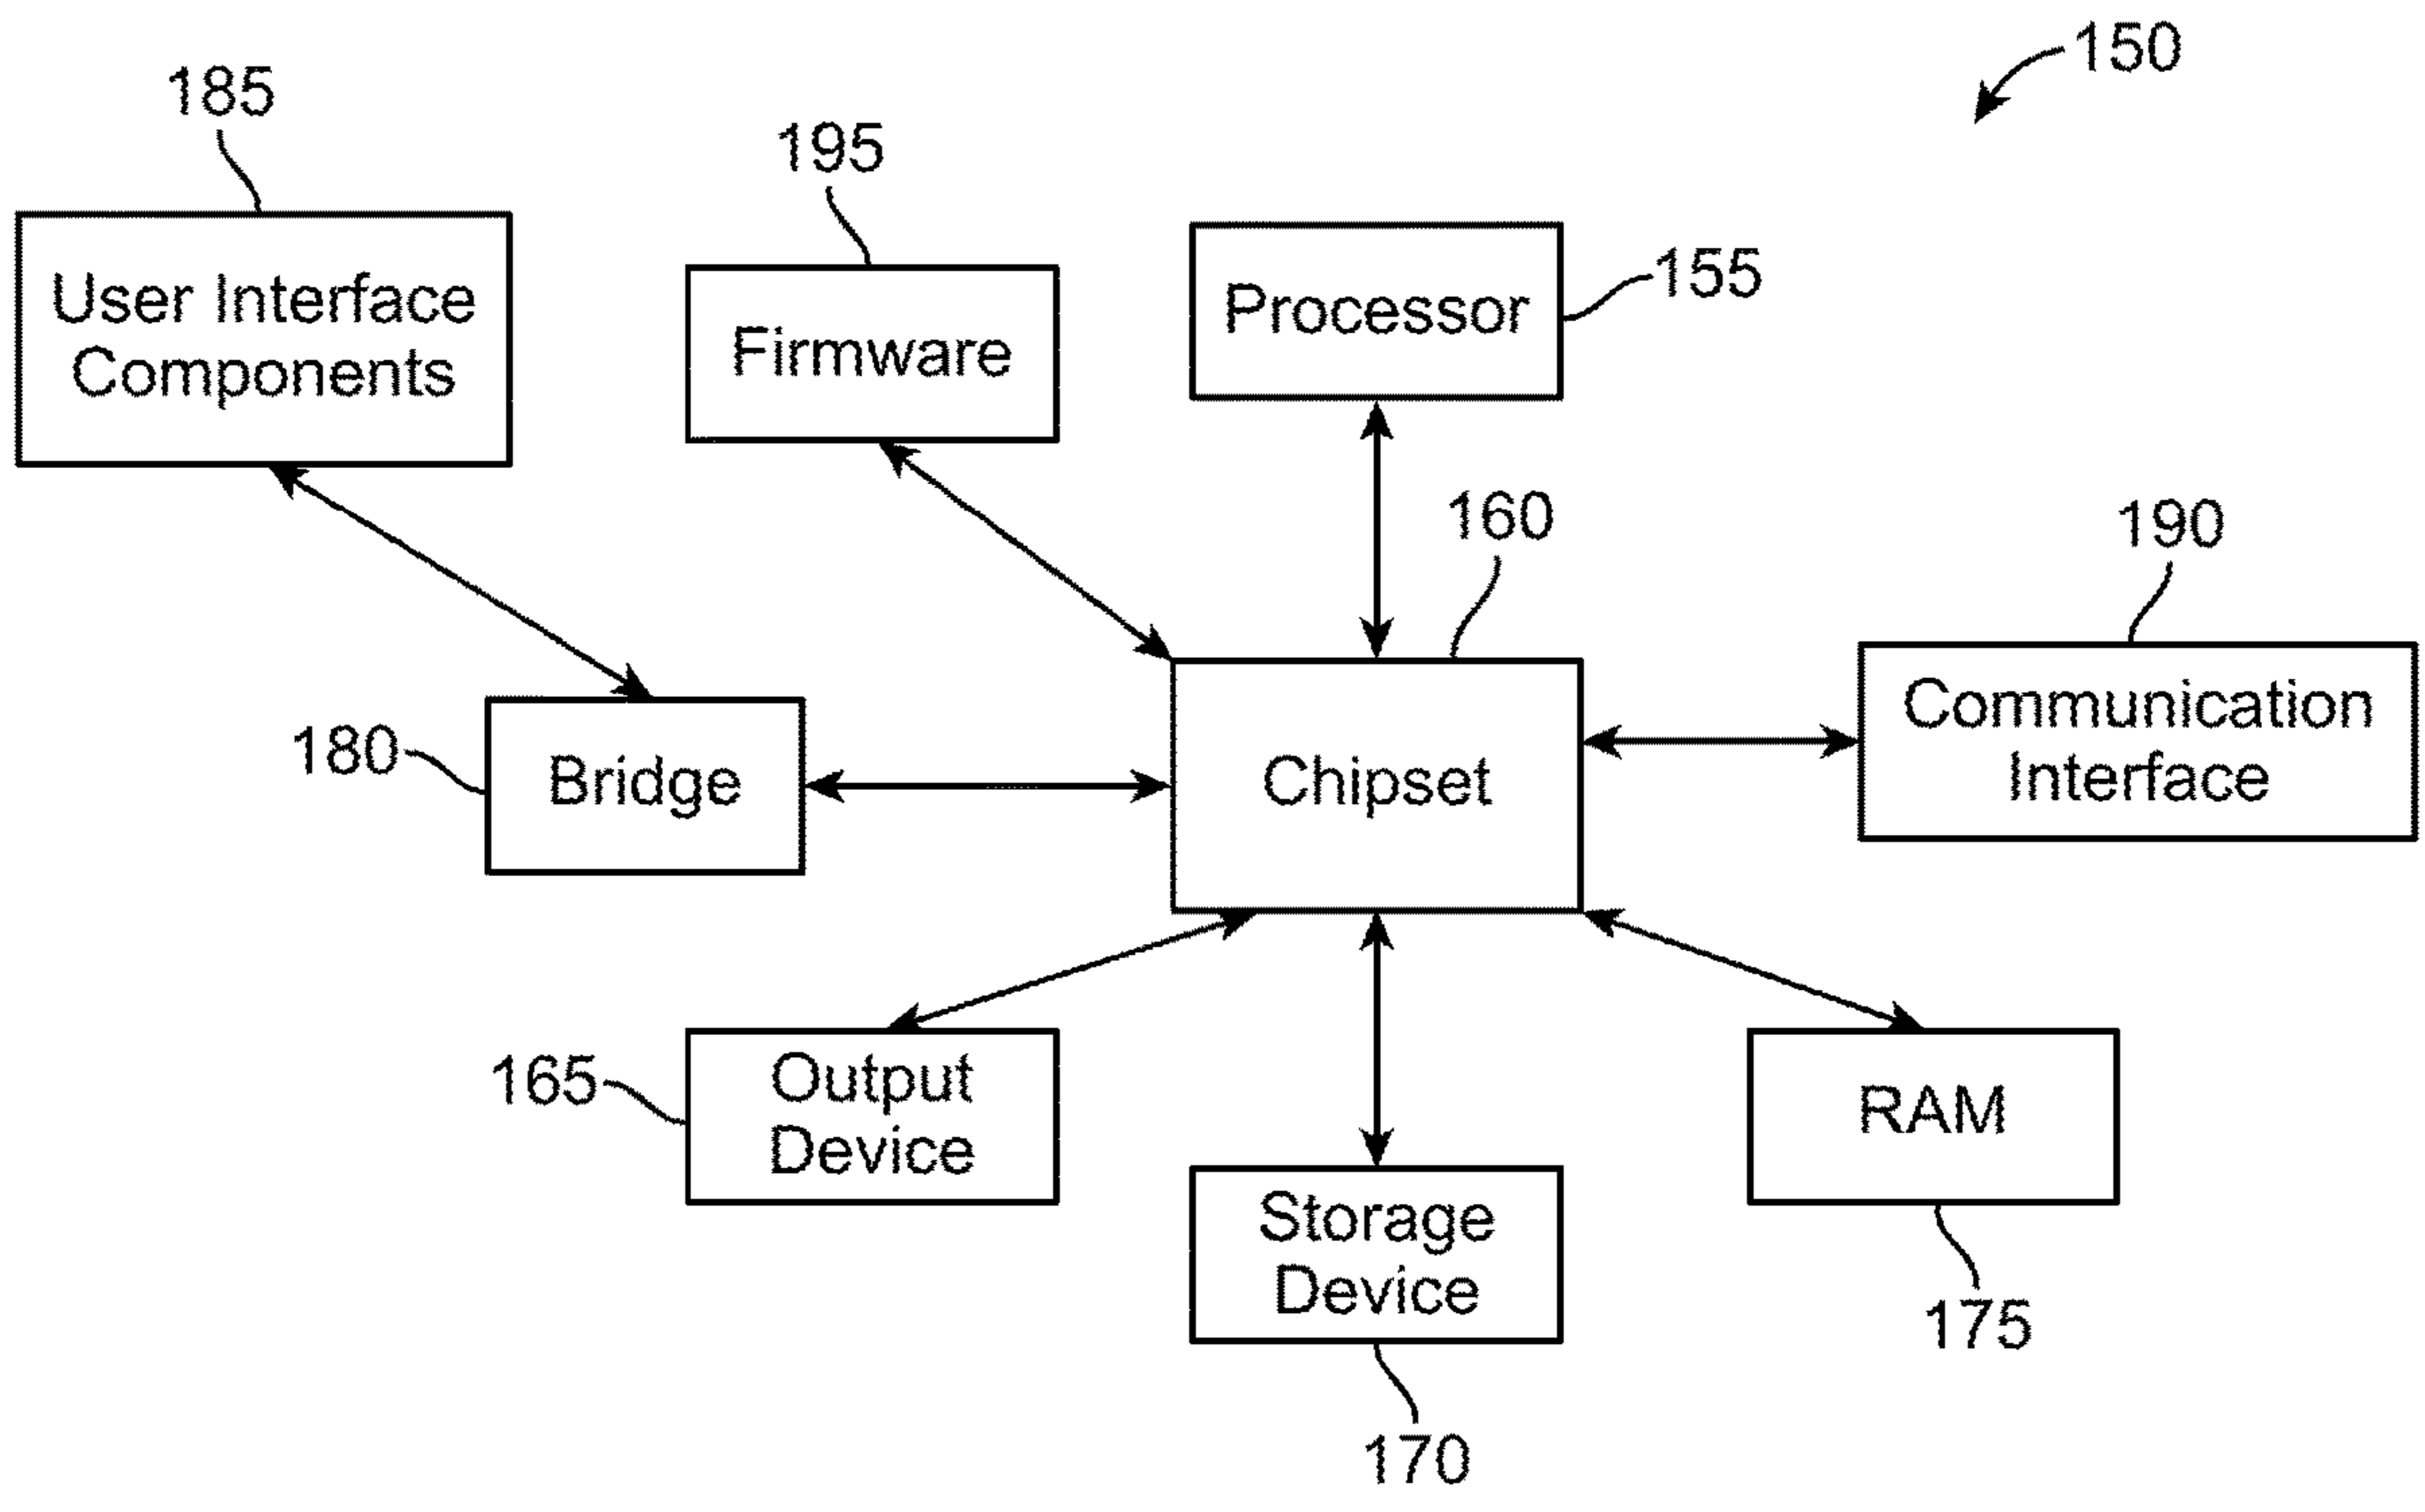 150
185
195
User Interface
Components
Firmware
Processor
155
160
190
180
Bridge
Chipset
Communication
Interface
165
Output
Device
Storage
Device
RAM
175
170